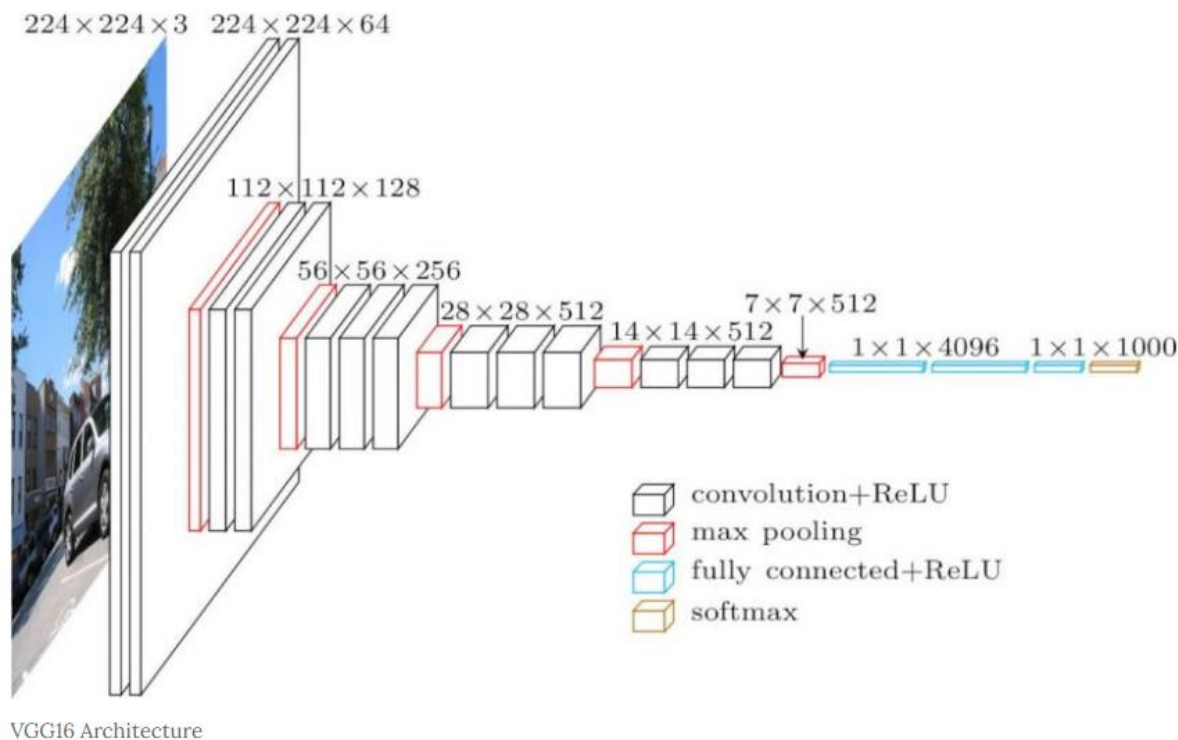 224×224×3
224×224×64
112×112×128
56×56×256
28×28×512
14×14×512
7×7×512
1×1×4096
1×1×1000
convolution+ReLU
max pooling
fully connected+ReLU
softmax
VGG16 Architecture